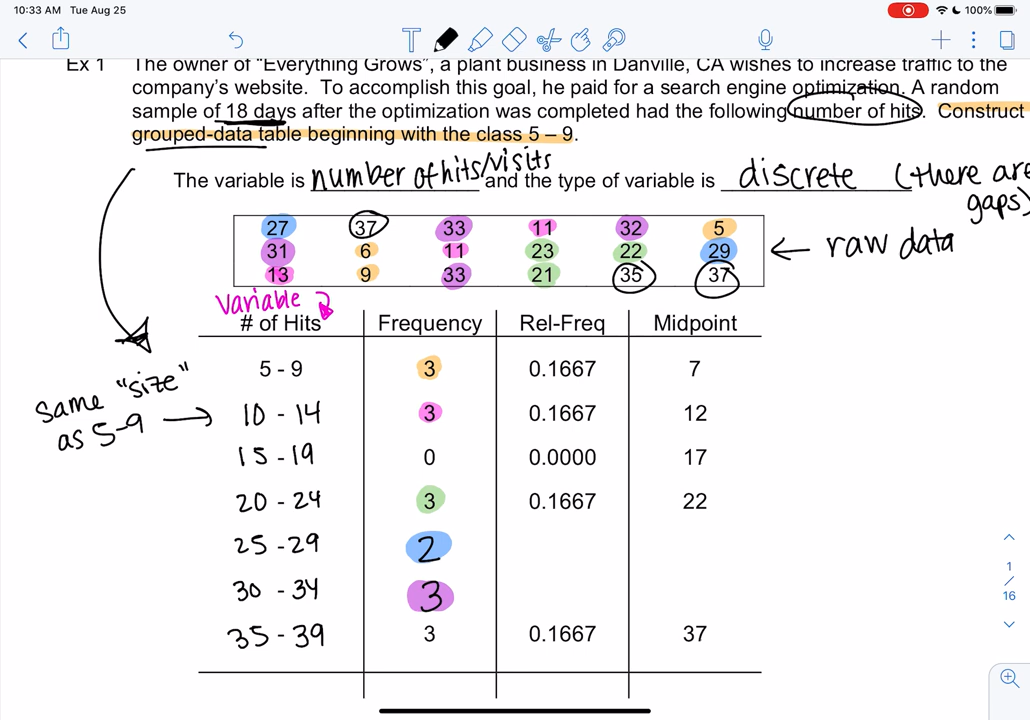 10:33 AM Tue Aug 25
100%
T
Ex 1 The owner of "Everything Grows", a plant business in Danville, CA wishes to increase traffic to the
company's website. To accomplish this goal, he paid for a search engine optimization. A random
sample of 18 days after the optimization was completed had the following number of hits. Construct
grouped-data table beginning with the class 5 – 9.
The variable is number of hits/visits and the type of variable is discrete (there are
gaps)
27 37 33 11 32 5
31 6 11 23 22 29 ← raw data
13 9 33 21 35 37
variable
# of Hits Frequency Rel-Freq Midpoint
5 - 9 3 0.1667 7
same "size"
as 5-9 → 10 - 14 3 0.1667 12
15 - 19 0 0.0000 17
20 - 24 3 0.1667 22
25 - 29 2
30 - 34 3
35 - 39 3 0.1667 37
1
/
16